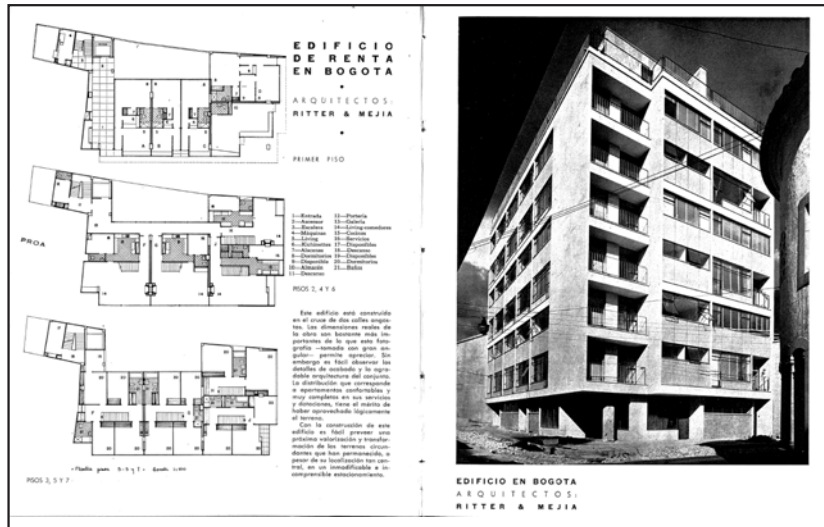 EDIFICIO
DE RENTA
EN BOGOTA
ARQUITECTOS:
RITTER & MEJIA
PRIMER PISO
PROA
1—Entrada
2—Ascensor
3—Escalera
4—Máquinas
5—Living
6—Kichinettes
7—Alacenas
8—Dormitorios
9—Disponible
10—Almacén
11—Descanso
12—Portería
13—Galería
14—Living-comedores
15—Cocinas
16—Servicios
17—Disponibles
18—Descanso
19—Disponibles
20—Dormitorios
21—Baños
PISOS 2, 4 Y 6
Este edificio está construido
en el cruce de dos calles angos-
tas. Las dimensiones reales de
la obra son bastante más im-
portantes de lo que esta foto-
grafía —tomada con gran an-
gular— permite apreciar. Sin
embargo es fácil observar los
detalles de acabado y la agra-
dable arquitectura del conjunto.
La distribución que corresponde
a apartamentos confortables y
muy completos en sus servicios
y dotaciones, tiene el mérito de
haber aprovechado lógicamente
el terreno.
Con la construcción de este
edificio es fácil preveer una
próxima valorización y transfor-
mación de los terrenos circun-
dantes que han permanecido, a
pesar de su localización tan cen-
tral, en un inmodificable e in-
comprensible estacionamiento.
PISOS 3, 5 Y 7
EDIFICIO EN BOGOTA
ARQUITECTOS:
RITTER & MEJIA